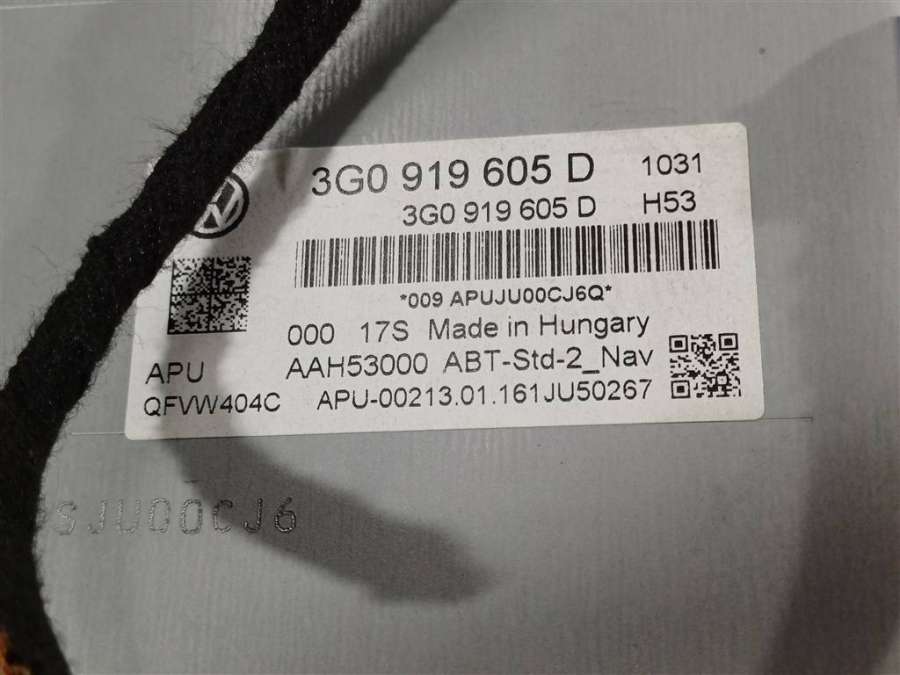 3G0 919 605 D 1031
3G0 919 605 D H53
*009 APUJU00CJ6Q*
000 17S Made in Hungary
APU AAH53000 ABT-Std-2_Nav
QFVW404C APU-00213.01.161JU50267
SJU00CJ6